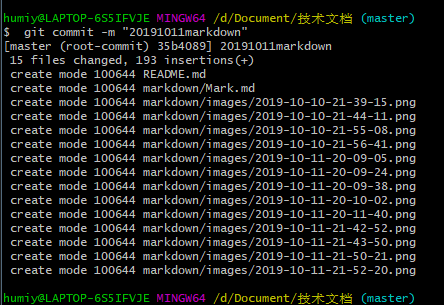 humiy@LAPTOP-6S5IFVJE MINGW64 /d/Document/技术文档 (master)
$  git commit -m "20191011markdown"
[master (root-commit) 35b4089] 20191011markdown
 15 files changed, 193 insertions(+)
 create mode 100644 README.md
 create mode 100644 markdown/Mark.md
 create mode 100644 markdown/images/2019-10-10-21-39-15.png
 create mode 100644 markdown/images/2019-10-10-21-44-11.png
 create mode 100644 markdown/images/2019-10-10-21-55-08.png
 create mode 100644 markdown/images/2019-10-10-21-56-41.png
 create mode 100644 markdown/images/2019-10-11-20-09-05.png
 create mode 100644 markdown/images/2019-10-11-20-09-24.png
 create mode 100644 markdown/images/2019-10-11-20-09-38.png
 create mode 100644 markdown/images/2019-10-11-20-10-02.png
 create mode 100644 markdown/images/2019-10-11-20-11-40.png
 create mode 100644 markdown/images/2019-10-11-21-42-52.png
 create mode 100644 markdown/images/2019-10-11-21-43-50.png
 create mode 100644 markdown/images/2019-10-11-21-50-21.png
 create mode 100644 markdown/images/2019-10-11-21-52-20.png
humiy@LAPTOP-6S5IFVJE MINGW64 /d/Document/技术文档 (master)